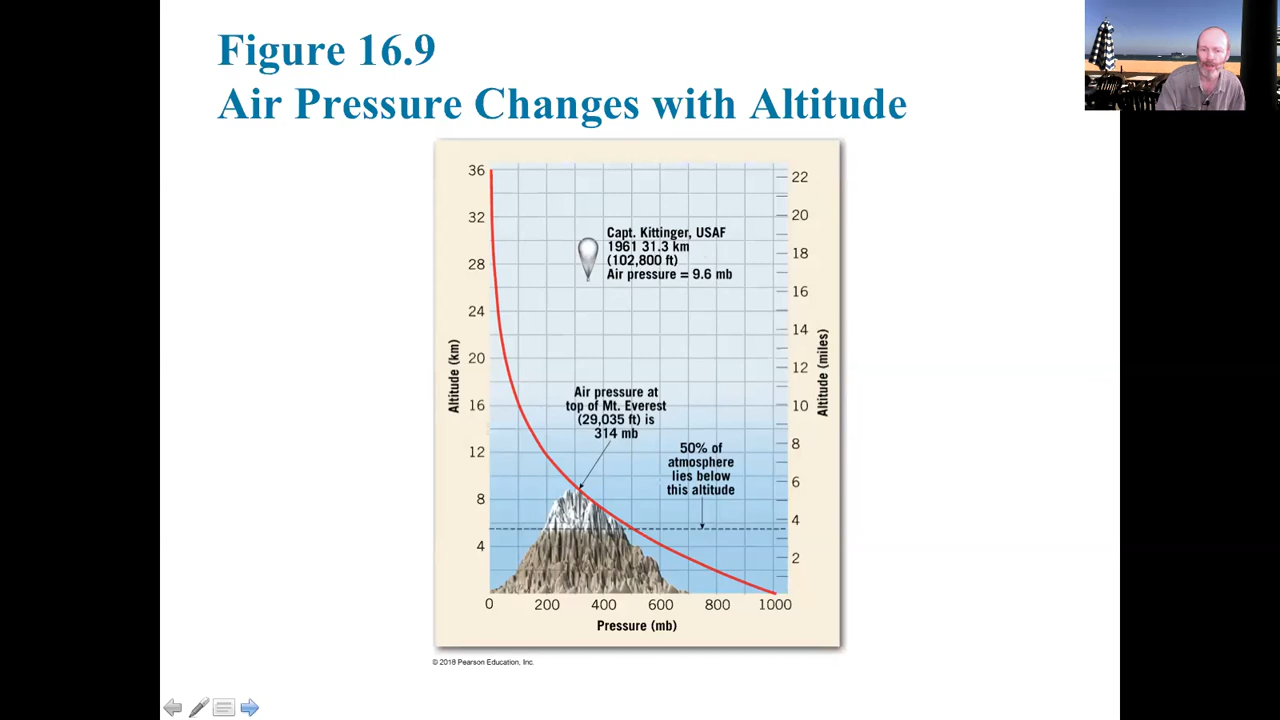 Figure 16.9
Air Pressure Changes with Altitude
36
32
28
24
20
16
12
8
4
Altitude (km)
22
20
18
16
14
12
10
8
6
4
2
Altitude (miles)
Capt. Kittinger, USAF
1961 31.3 km
(102,800 ft)
Air pressure = 9.6 mb
Air pressure at
top of Mt. Everest
(29,035 ft) is
314 mb
50% of
atmosphere
lies below
this altitude
0 200 400 600 800 1000
Pressure (mb)
© 2018 Pearson Education, Inc.